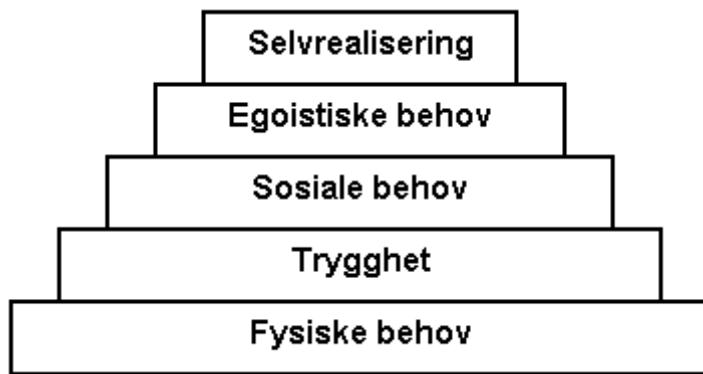 Selvrealisering
Egoistiske behov
Sosiale behov
Trygghet
Fysiske behov